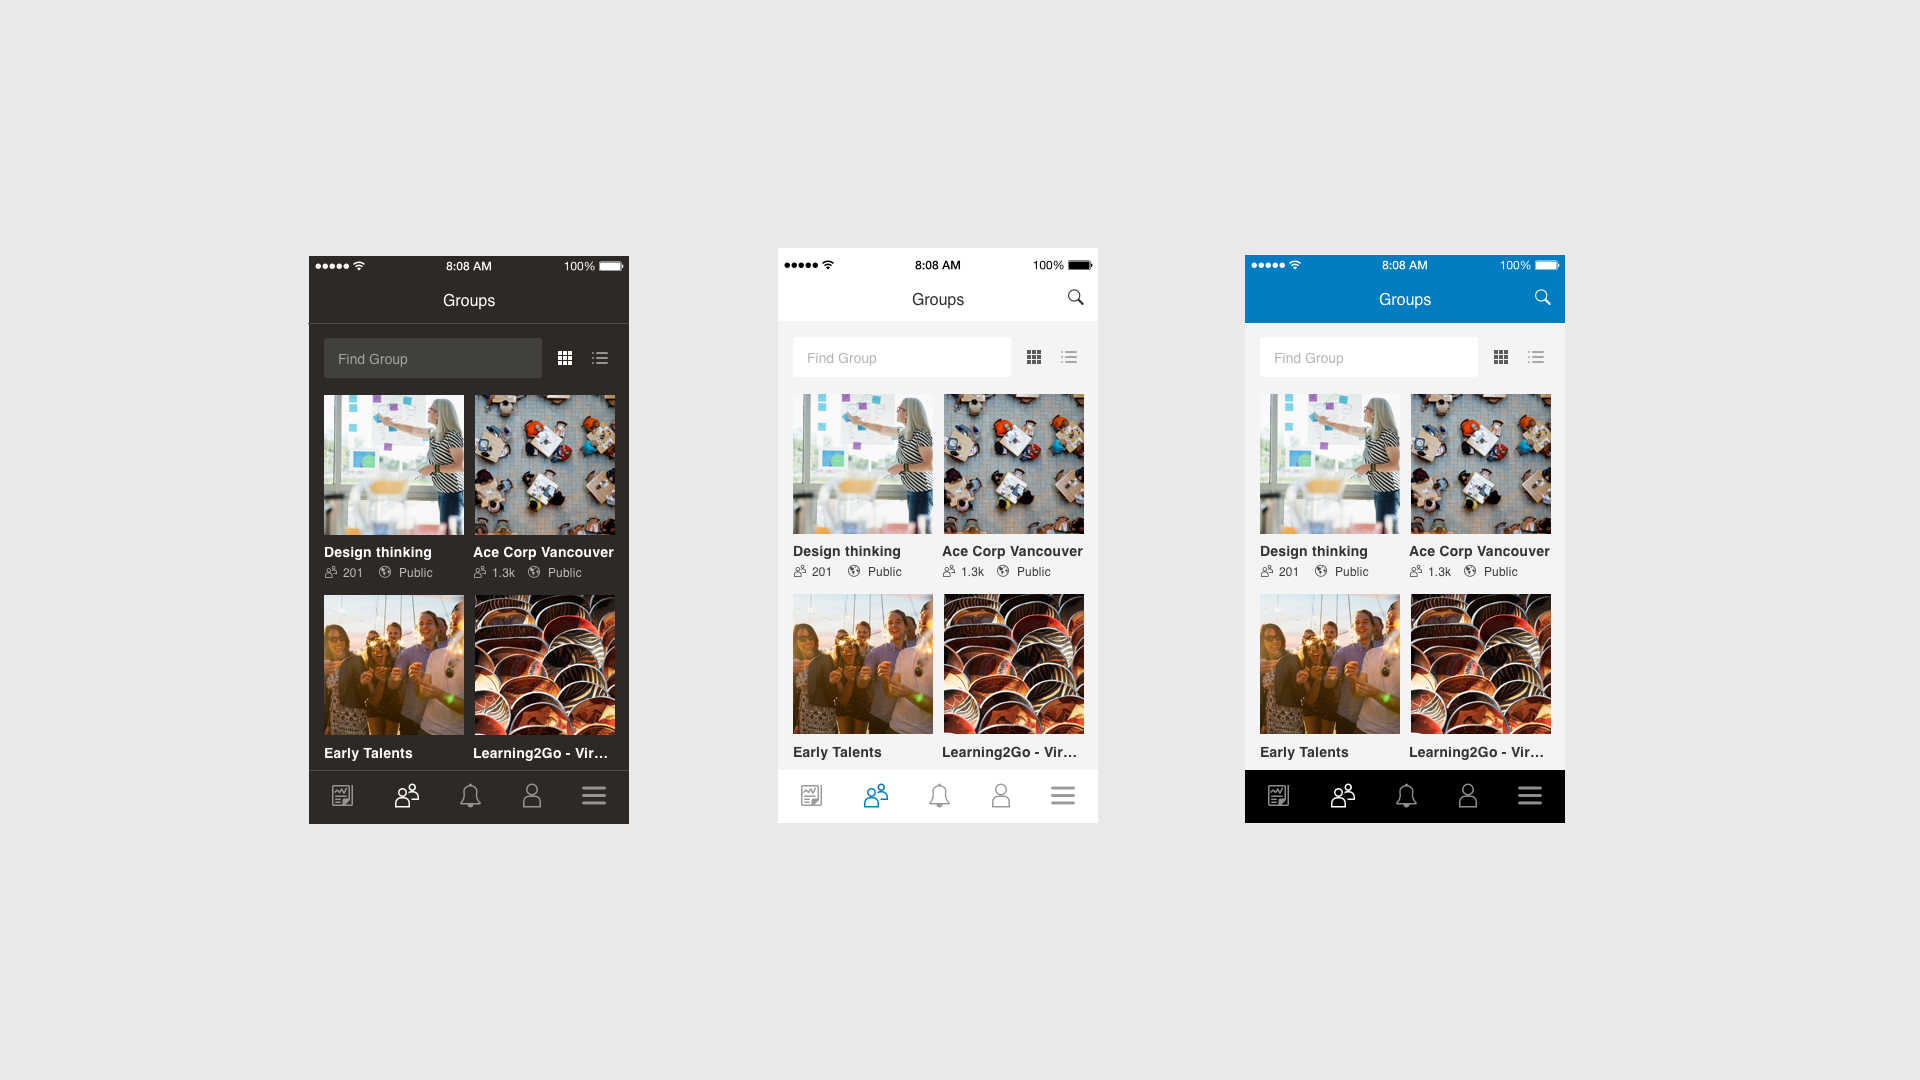 8:08 AM 100%
Groups
Find Group
Design thinking Ace Corp Vancouver
201 Public 1.3k Public
Early Talents Learning2Go - Vir...
8:08 AM 100%
Groups
Find Group
Design thinking Ace Corp Vancouver
201 Public 1.3k Public
Early Talents Learning2Go - Vir...
8:08 AM 100%
Groups
Find Group
Design thinking Ace Corp Vancouver
201 Public 1.3k Public
Early Talents Learning2Go - Vir...